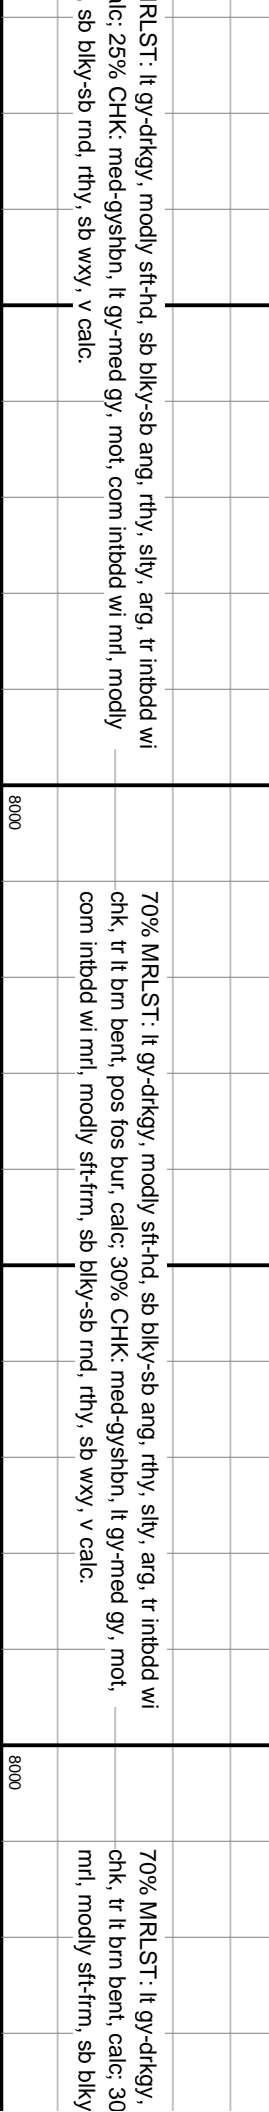 MRLST: lt gy-drkgy, modly sft-hd, sb blky-sb ang, rthy, slty, arg, tr intbdd wi
calc; 25% CHK: med-gyshbn, lt gy-med gy, mot, com intbdd wi mrl, modly
sb blky-sb rnd, rthy, sb wxy, v calc.
8000
70% MRLST: lt gy-drkgy, modly sft-hd, sb blky-sb ang, rthy, slty, arg, tr intbdd wi
chk, tr lt brn bent, pos fos bur, calc; 30% CHK: med-gyshbn, lt gy-med gy, mot,
com intbdd wi mrl, modly sft-frm, sb blky-sb rnd, rthy, sb wxy, v calc.
8000
70% MRLST: lt gy-drkgy,
chk, tr lt brn bent, calc; 30
mrl, modly sft-frm, sb blky